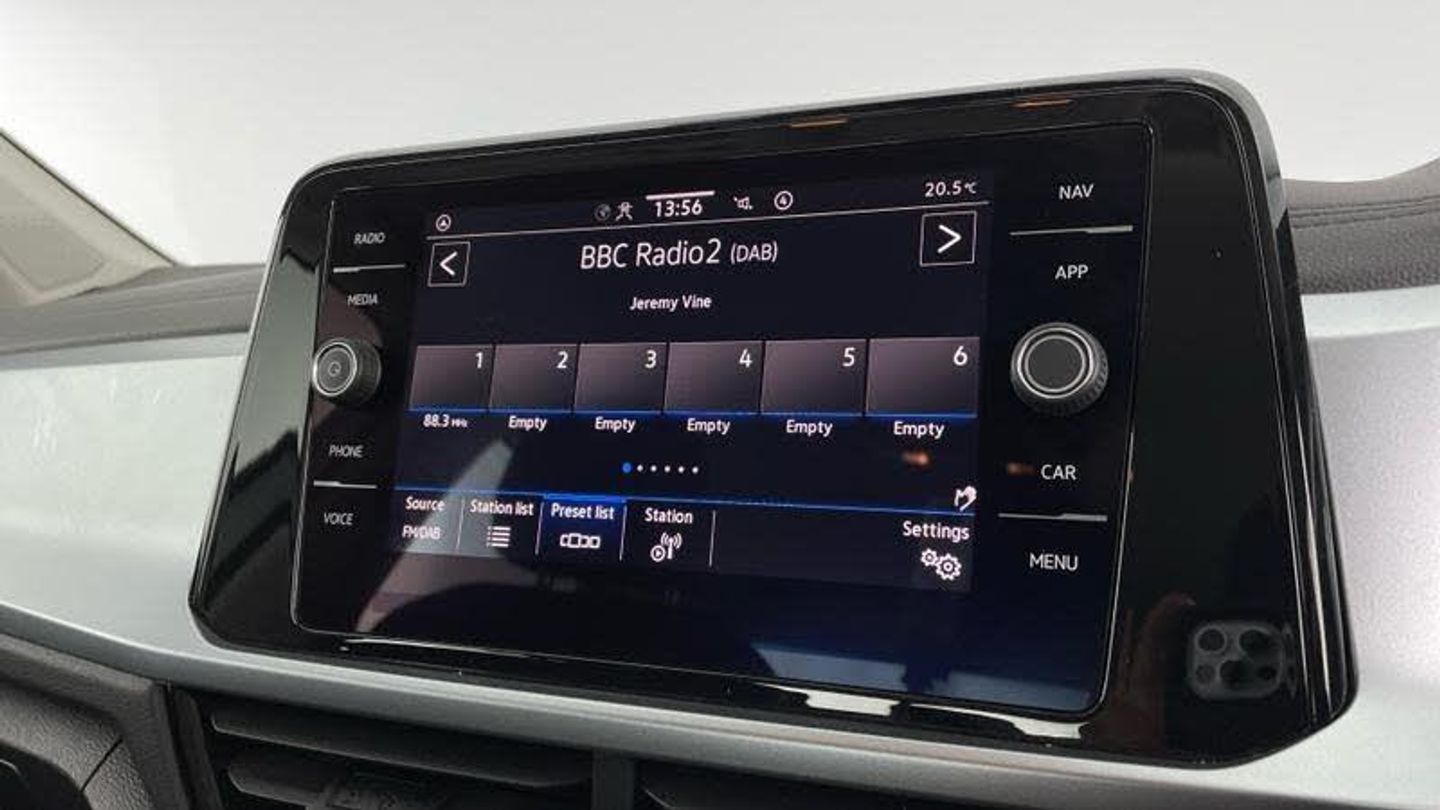 RADIO
MEDIA
PHONE
VOICE
13:56
20.5°C
<
BBC Radio2 (DAB)
>
Jeremy Vine
1 2 3 4 5 6
88.3 MHz Empty Empty Empty Empty Empty
Source Station list Preset list Station Settings
FM/DAB
NAV
APP
CAR
MENU